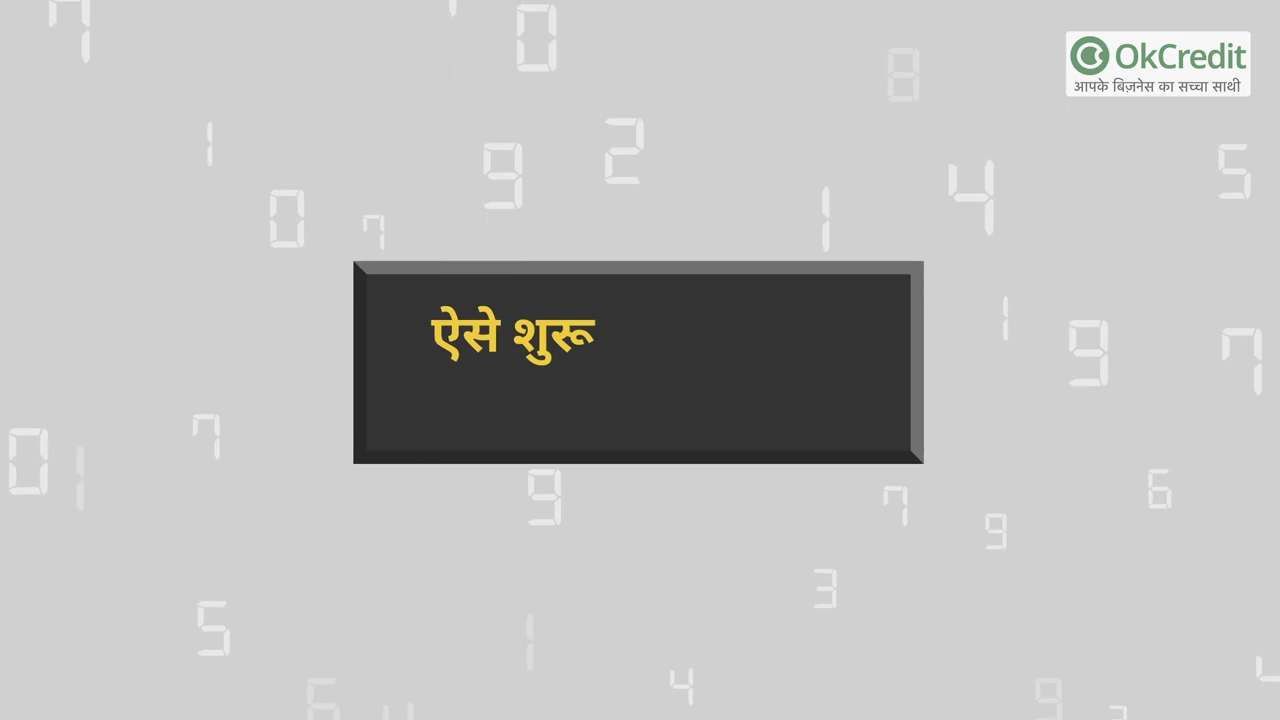 OkCredit
आपके बिज़नेस का सच्चा साथी
ऐसे शुरू